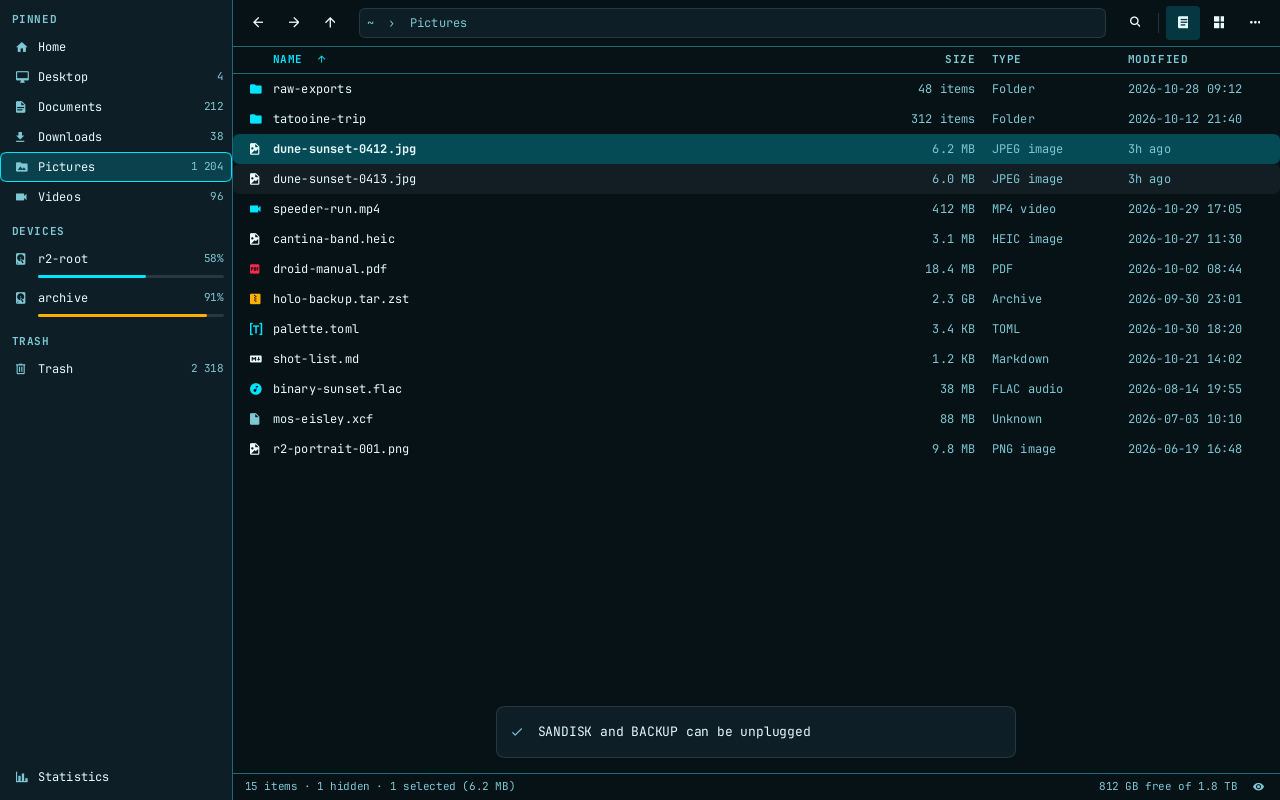 PINNED
Home
Desktop 4
Documents 212
Downloads 38
Pictures 1 204
Videos 96
DEVICES
r2-root 58%
archive 91%
TRASH
Trash 2 318
Statistics
~ › Pictures
NAME ↑ SIZE TYPE MODIFIED
raw-exports 48 items Folder 2026-10-28 09:12
tatooine-trip 312 items Folder 2026-10-12 21:40
dune-sunset-0412.jpg 6.2 MB JPEG image 3h ago
dune-sunset-0413.jpg 6.0 MB JPEG image 3h ago
speeder-run.mp4 412 MB MP4 video 2026-10-29 17:05
cantina-band.heic 3.1 MB HEIC image 2026-10-27 11:30
droid-manual.pdf 18.4 MB PDF 2026-10-02 08:44
holo-backup.tar.zst 2.3 GB Archive 2026-09-30 23:01
palette.toml 3.4 KB TOML 2026-10-30 18:20
shot-list.md 1.2 KB Markdown 2026-10-21 14:02
binary-sunset.flac 38 MB FLAC audio 2026-08-14 19:55
mos-eisley.xcf 88 MB Unknown 2026-07-03 10:10
r2-portrait-001.png 9.8 MB PNG image 2026-06-19 16:48
SANDISK and BACKUP can be unplugged
15 items · 1 hidden · 1 selected (6.2 MB) 812 GB free of 1.8 TB